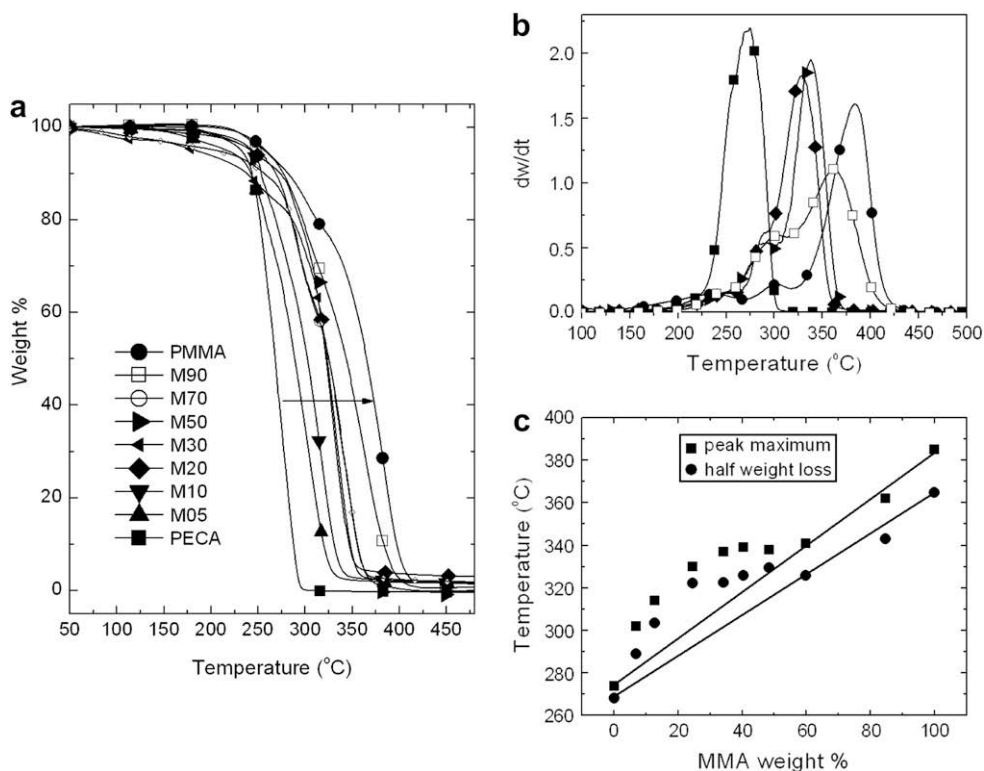 a
Weight %
100
80
60
40
20
0
PMMA
M90
M70
M50
M30
M20
M10
M05
PECA
50 100 150 200 250 300 350 400 450
Temperature (°C)
b
dw/dt
2.0
1.5
1.0
0.5
0.0
100 150 200 250 300 350 400 450 500
Temperature (°C)
c
Temperature (°C)
400
380
360
340
320
300
280
260
peak maximum
half weight loss
0 20 40 60 80 100
MMA weight %